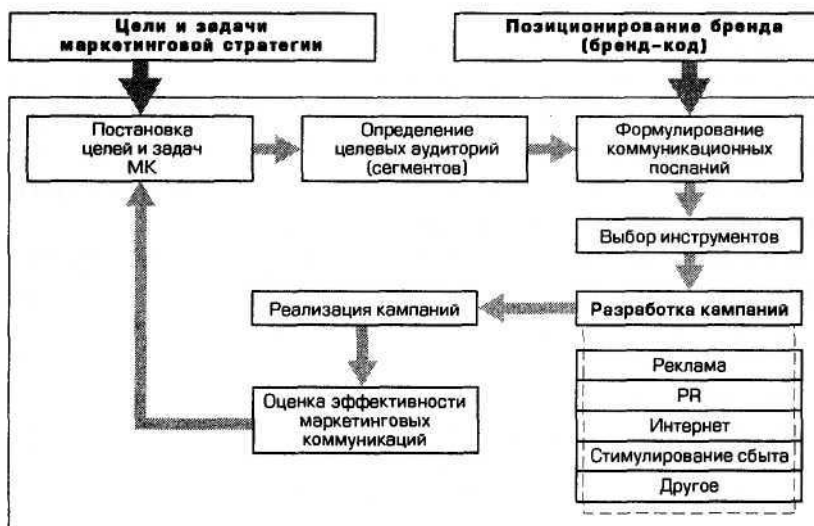 Цели и задачи
маркетинговой стратегии
Позиционирование бренда
(бренд-код)
Постановка
целей и задач
МК
Определение
целевых аудиторий
(сегментов)
Формулирование
коммуникационных
посланий
Выбор инструментов
Реализация кампаний
Разработка кампаний
Оценка эффективности
маркетинговых
коммуникаций
Реклама
PR
Интернет
Стимулирование сбыта
Другое